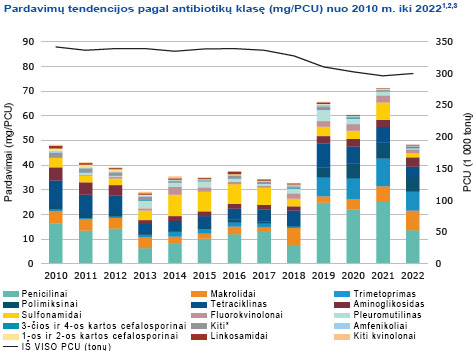 Pardavimų tendencijos pagal antibiotikų klasę (mg/PCU) nuo 2010 m. iki 2022¹,²,³
Pardavimai (mg/PCU)
90
80
70
60
50
40
30
20
10
0
350
300
250
200
150
100
50
0
PCU (1 000 tonų)
2010 2011 2012 2013 2014 2015 2016 2017 2018 2019 2020 2021 2022
Penicilinai Makrolidai Trimetoprimas
Polimiksinai Tetraciklinas Aminoglikosidas
Sulfonamidai Fluorokvinolonai Pleuromutilinas
3-čios ir 4-os kartos cefalosporinai Kiti* Amfenikoliai
1-os ir 2-os kartos cefalosporinai Linkosamidai Kiti kvinolonai
IŠ VISO PCU (tonų)